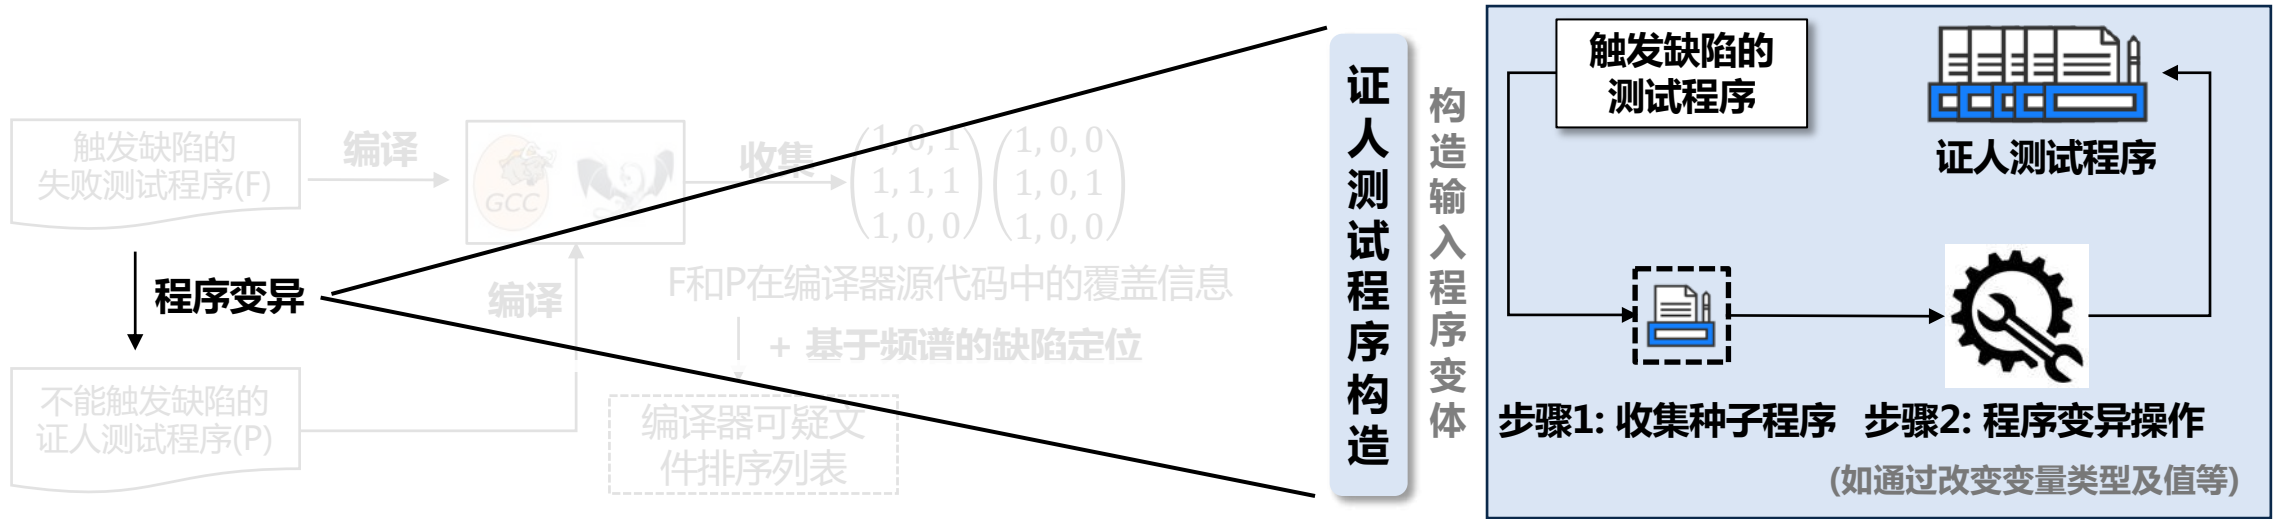 触发缺陷的
失败测试程序(F)
编译
GCC
收集
1, 0, 1
1, 1, 1
1, 0, 0
1, 0, 0
1, 0, 1
1, 0, 0
程序变异
编译
F和P在编译器源代码中的覆盖信息
+ 基于频谱的缺陷定位
不能触发缺陷的
证人测试程序(P)
编译器可疑文
件排序列表
证人测试程序构造
构造输入程序变体
触发缺陷的
测试程序
证人测试程序
步骤1: 收集种子程序
步骤2: 程序变异操作
(如通过改变变量类型及值等)